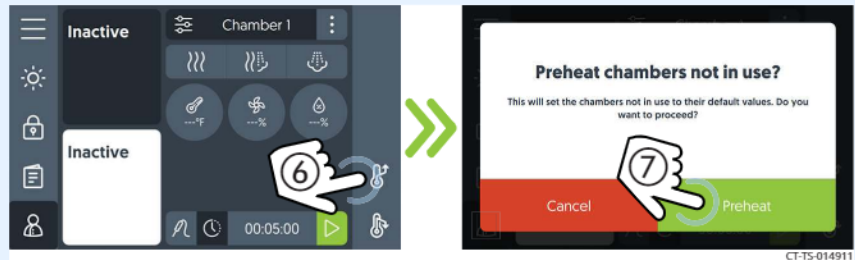 Inactive
Chamber 1
---°F
---%
---%
Inactive
6
00:05:00
Preheat chambers not in use?
This will set the chambers not in use to their default values. Do you
want to proceed?
7
Cancel
Preheat
CT-TS-014911